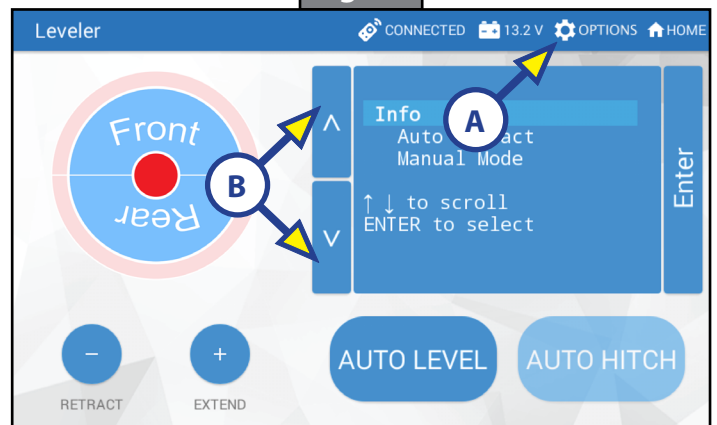 Leveler
CONNECTED 13.2 V OPTIONS HOME
Front
Rear
B
A
^
v
Info
Auto act
Manual Mode
↑ ↓ to scroll
ENTER to select
Enter
− +
RETRACT EXTEND
AUTO LEVEL AUTO HITCH